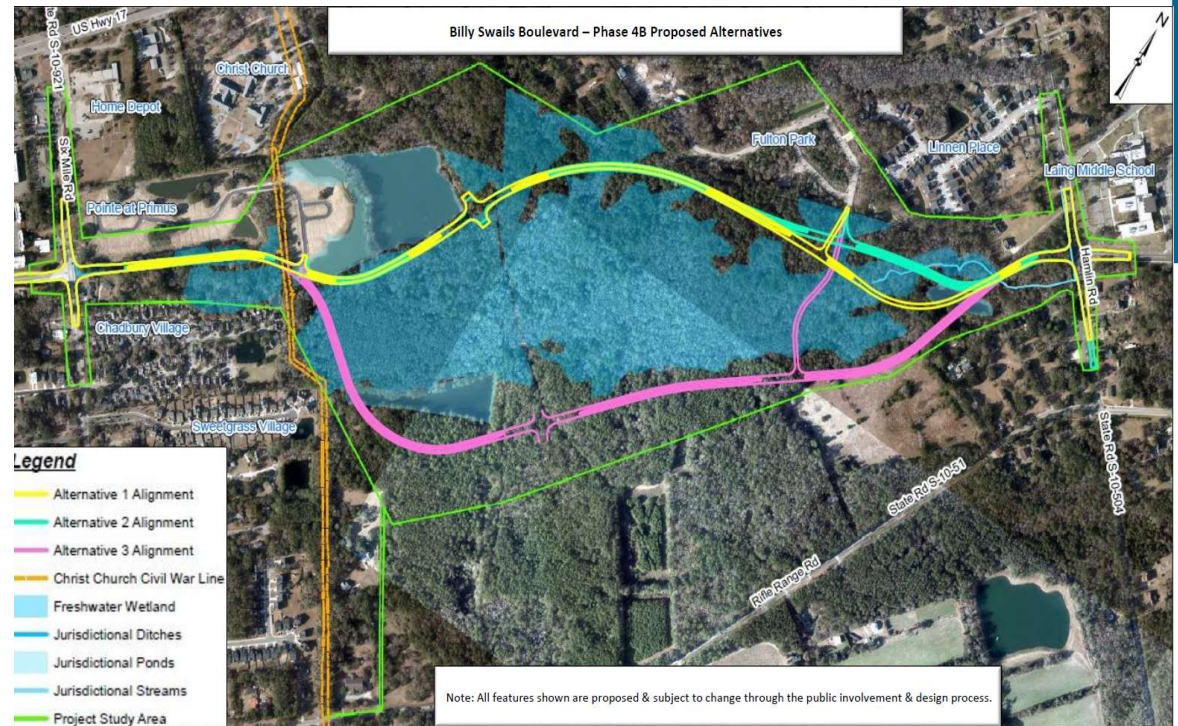 Billy Swails Boulevard – Phase 4B Proposed Alternatives
N
US Hwy 17
State Rd S-10-921
Christ Church
Home Depot
Six Mile Rd
Pointe at Primus
Fulton Park
Linnen Place
Laing Middle School
Hamlin Rd
Chadbury Village
Sweetgrass Village
State Rd S-10-51
State Rd S-10-504
Rifle Range Rd
Legend
Alternative 1 Alignment
Alternative 2 Alignment
Alternative 3 Alignment
Christ Church Civil War Line
Freshwater Wetland
Jurisdictional Ditches
Jurisdictional Ponds
Jurisdictional Streams
Project Study Area
Note: All features shown are proposed & subject to change through the public involvement & design process.